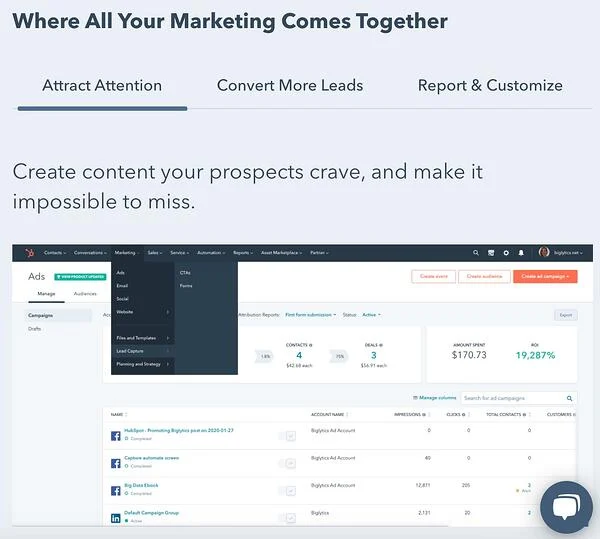 Where All Your Marketing Comes Together
Attract Attention Convert More Leads Report & Customize
Create content your prospects crave, and make it
impossible to miss.
Contacts Conversations Marketing Sales Service Automation Reports Asset Marketplace Partner biglytics.net
Ads VIEW PRODUCT UPDATES Create event Create audience Create ad campaign
Manage Audiences
Ads CTAs
Email Forms
Social
Website
Files and Templates
Lead Capture
Planning and Strategy
Campaigns Attribution Reports: First form submission Status: Active Export
Drafts
CONTACTS DEALS AMOUNT SPENT ROI
1.8% 4 75% 3 $170.73 19,287%
$42.68 each $56.91 each
Manage columns Search for ad campaigns
NAME ACCOUNT NAME IMPRESSIONS CLICKS TOTAL CONTACTS CUSTOMERS
HubSpot - Promoting Biglytics post on 2020-01-27 Biglytics Ad Account 0 0 0
Completed
Capture automate screen Biglytics Ad Account 40 0 0
Completed
Big Data Ebook Biglytics Ad Account 12,871 205 3
Completed
Default Campaign Group Biglytics 2,131 20 2
Active